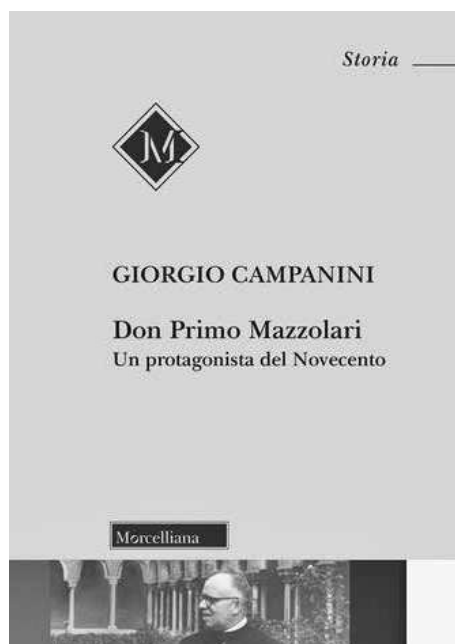 Storia
M
GIORGIO CAMPANINI
Don Primo Mazzolari
Un protagonista del Novecento
Morcelliana